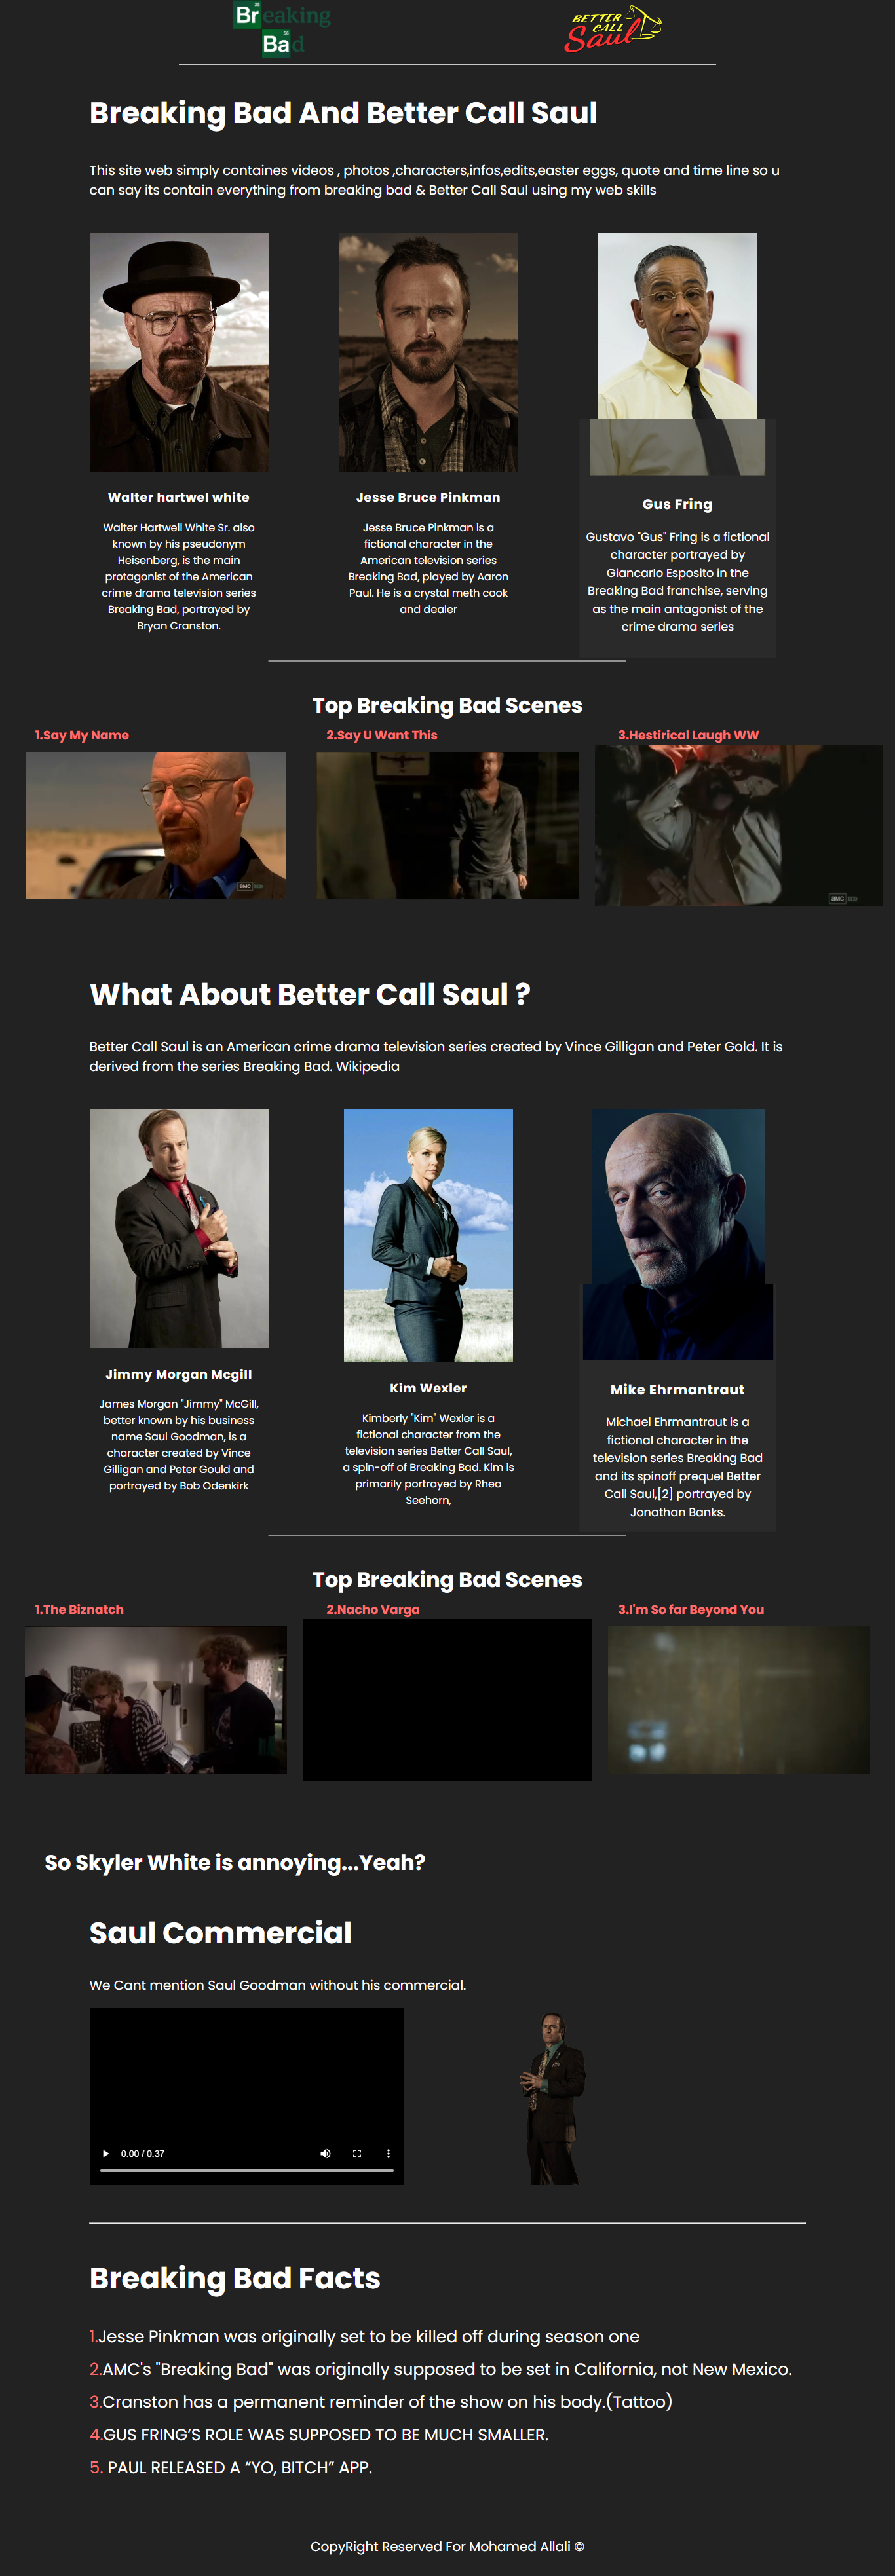 Breaking
Bad
BETTER
CALL
Saul
Breaking Bad And Better Call Saul
This site web simply containes videos , photos ,characters,infos,edits,easter eggs, quote and time line so u
can say its contain everything from breaking bad & Better Call Saul using my web skills
Walter hartwel white
Walter Hartwell White Sr. also
known by his pseudonym
Heisenberg, is the main
protagonist of the American
crime drama television series
Breaking Bad, portrayed by
Bryan Cranston.
Jesse Bruce Pinkman
Jesse Bruce Pinkman is a
fictional character in the
American television series
Breaking Bad, played by Aaron
Paul. He is a crystal meth cook
and dealer
Gus Fring
Gustavo "Gus" Fring is a fictional
character portrayed by
Giancarlo Esposito in the
Breaking Bad franchise, serving
as the main antagonist of the
crime drama series
Top Breaking Bad Scenes
1.Say My Name
2.Say U Want This
3.Hestirical Laugh WW
amc HD
amc HD
What About Better Call Saul ?
Better Call Saul is an American crime drama television series created by Vince Gilligan and Peter Gold. It is
derived from the series Breaking Bad. Wikipedia
Jimmy Morgan Mcgill
James Morgan "Jimmy" McGill,
better known by his business
name Saul Goodman, is a
character created by Vince
Gilligan and Peter Gould and
portrayed by Bob Odenkirk
Kim Wexler
Kimberly "Kim" Wexler is a
fictional character from the
television series Better Call Saul,
a spin-off of Breaking Bad. Kim is
primarily portrayed by Rhea
Seehorn,
Mike Ehrmantraut
Michael Ehrmantraut is a
fictional character in the
television series Breaking Bad
and its spinoff prequel Better
Call Saul,[2] portrayed by
Jonathan Banks.
Top Breaking Bad Scenes
1.The Biznatch
2.Nacho Varga
3.I'm So far Beyond You
So Skyler White is annoying...Yeah?
Saul Commercial
We Cant mention Saul Goodman without his commercial.
0:00 / 0:37
Breaking Bad Facts
1.Jesse Pinkman was originally set to be killed off during season one
2.AMC's "Breaking Bad" was originally supposed to be set in California, not New Mexico.
3.Cranston has a permanent reminder of the show on his body.(Tattoo)
4.GUS FRING’S ROLE WAS SUPPOSED TO BE MUCH SMALLER.
5. PAUL RELEASED A “YO, BITCH” APP.
CopyRight Reserved For Mohamed Allali ©